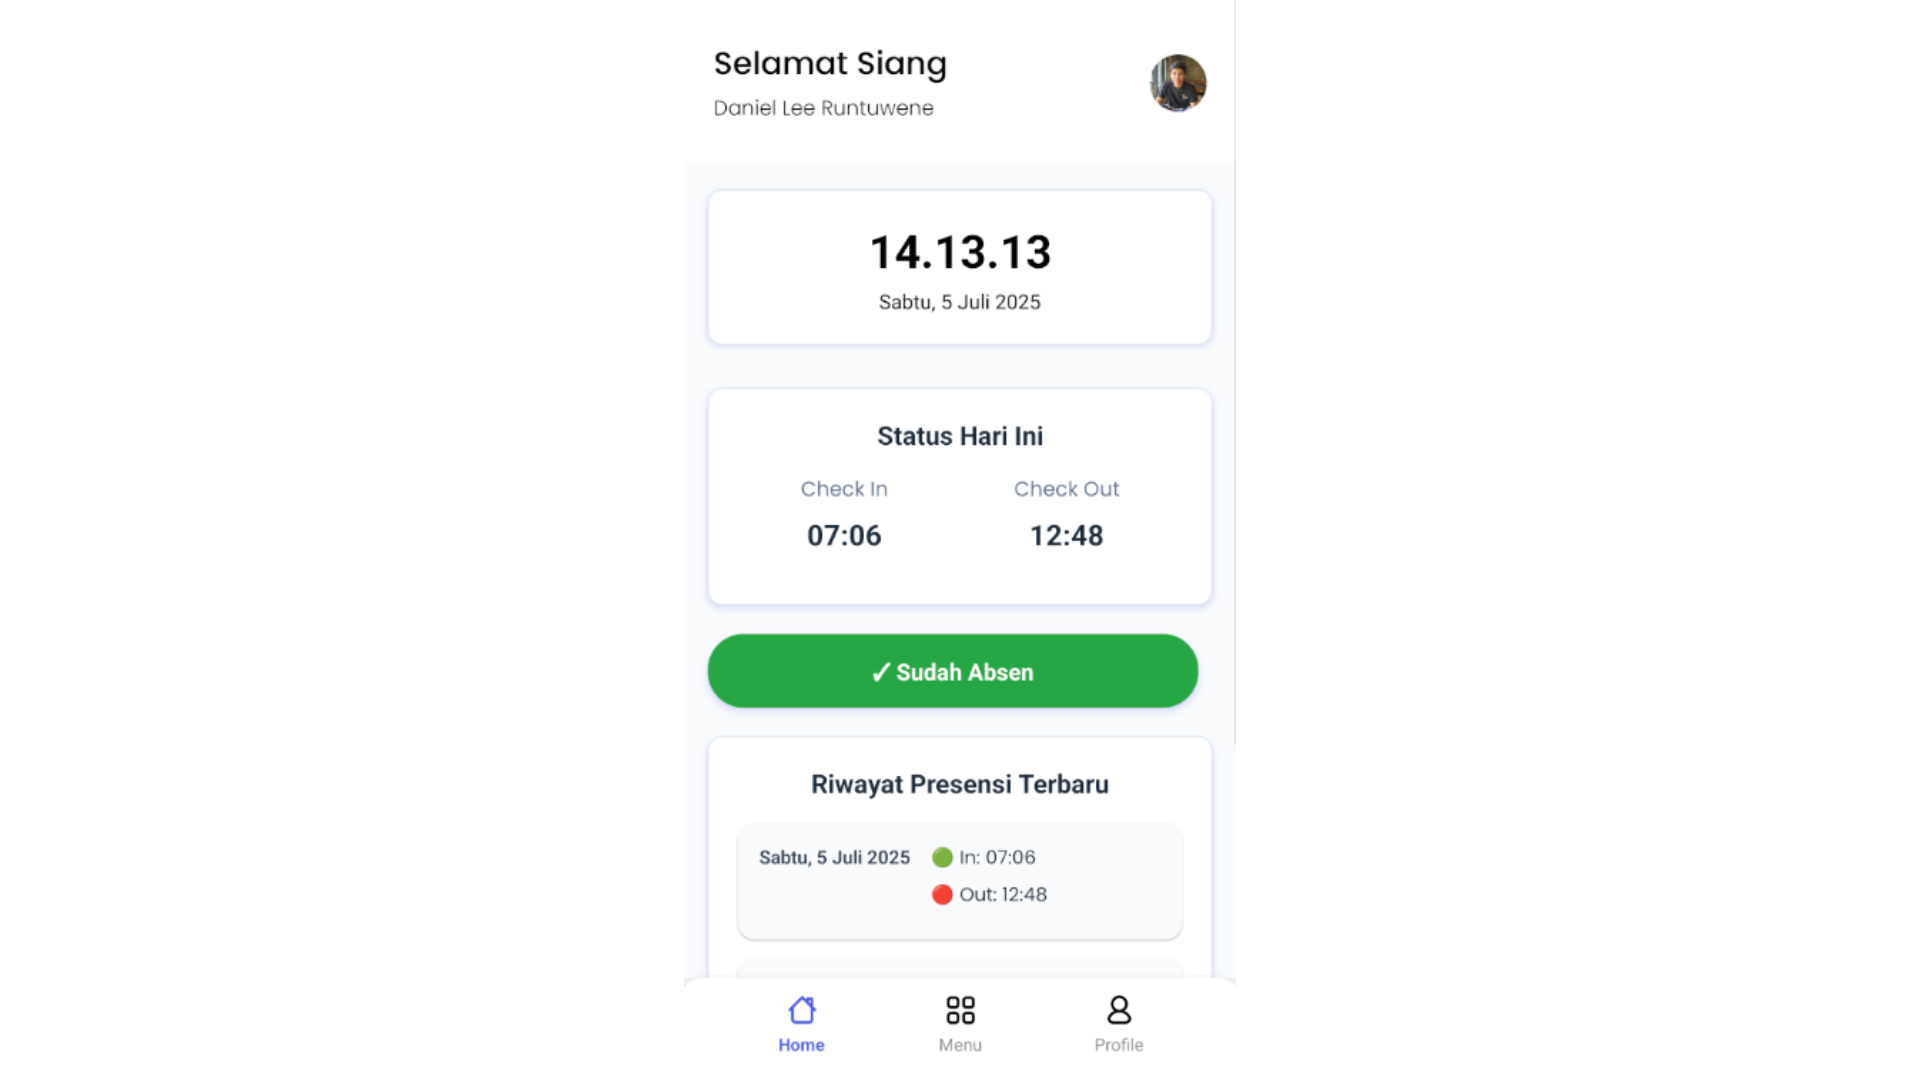 Selamat Siang
Daniel Lee Runtuwene
14.13.13
Sabtu, 5 Juli 2025
Status Hari Ini
Check In Check Out
07:06 12:48
✓ Sudah Absen
Riwayat Presensi Terbaru
Sabtu, 5 Juli 2025 In: 07:06
Out: 12:48
Home Menu Profile